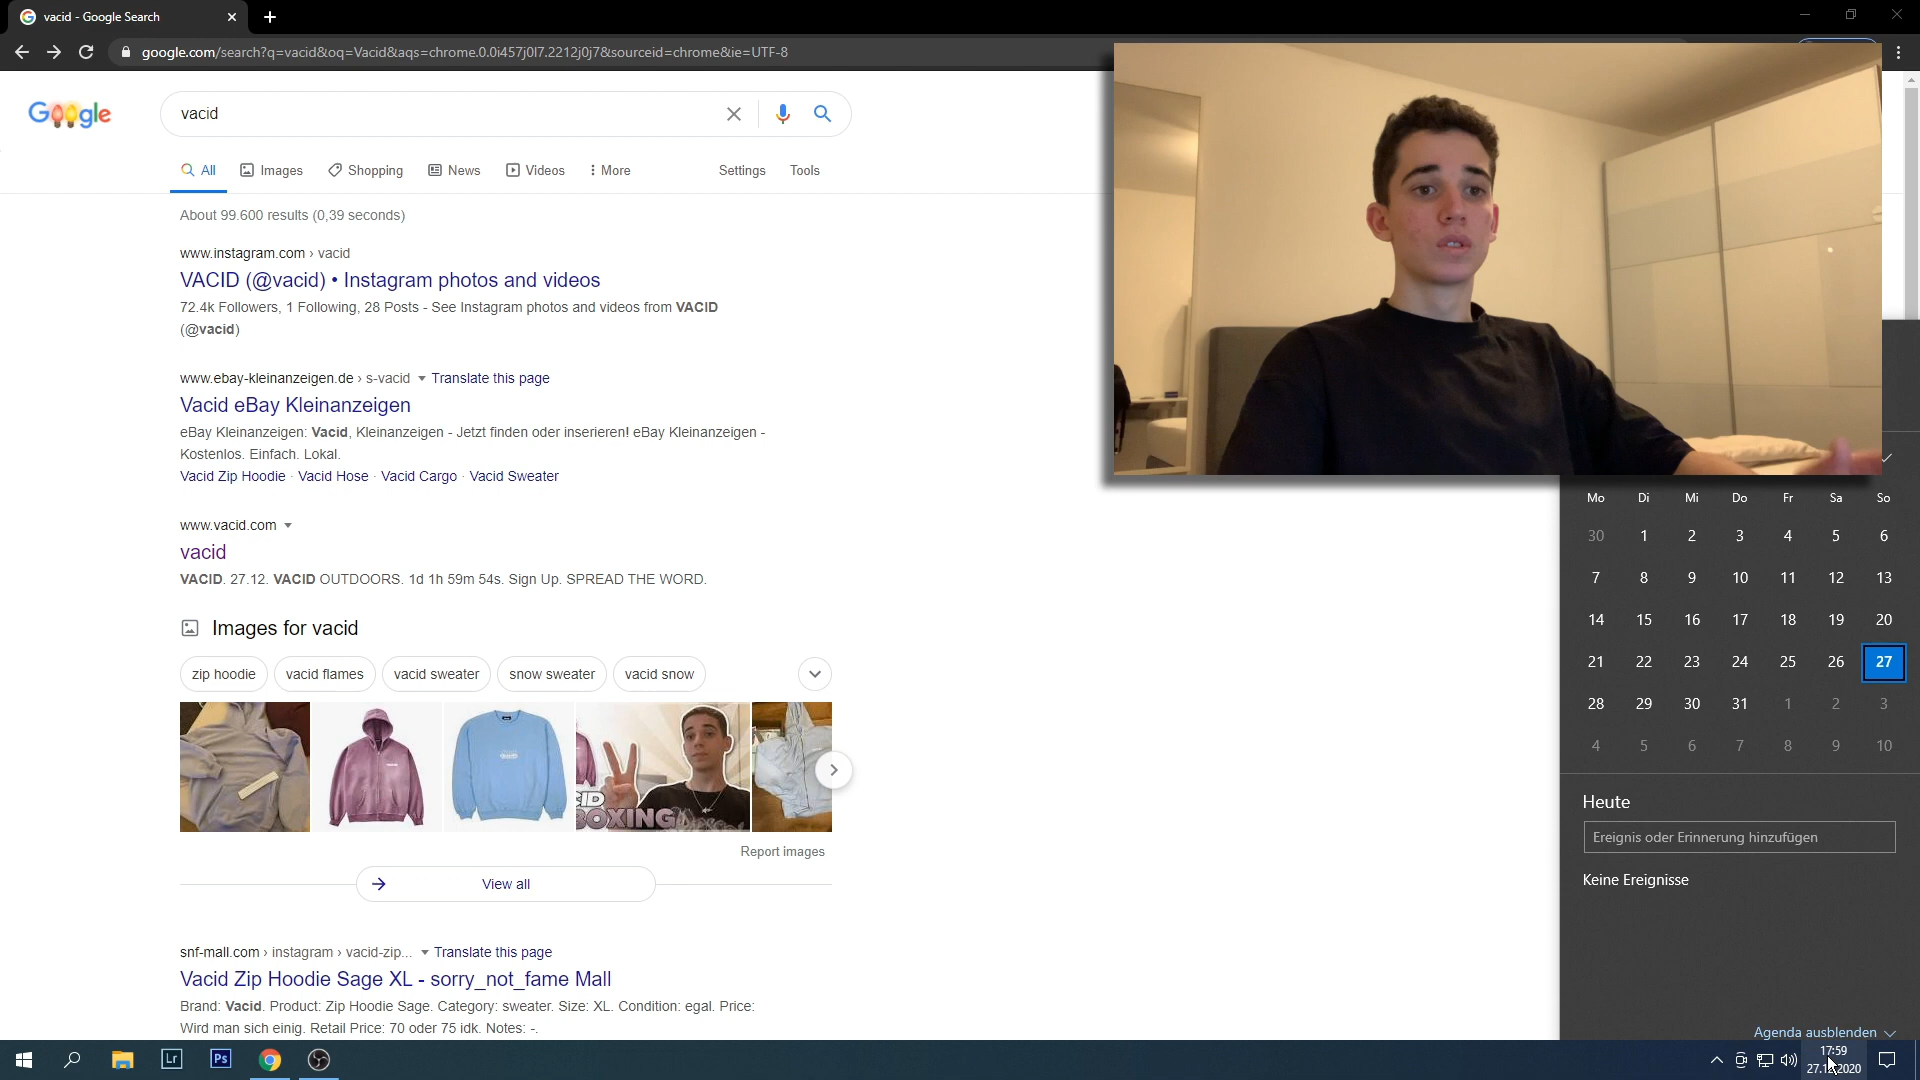 vacid - Google Search
google.com/search?q=vacid&oq=Vacid&aqs=chrome.0.0i457j0l7.2212j0j7&sourceid=chrome&ie=UTF-8
Google
vacid
All
Images
Shopping
News
Videos
More
Settings
Tools
About 99.600 results (0,39 seconds)
www.instagram.com › vacid
VACID (@vacid) • Instagram photos and videos
72.4k Followers, 1 Following, 28 Posts - See Instagram photos and videos from VACID
(@vacid)
www.ebay-kleinanzeigen.de › s-vacid Translate this page
Vacid eBay Kleinanzeigen
eBay Kleinanzeigen: Vacid, Kleinanzeigen - Jetzt finden oder inserieren! eBay Kleinanzeigen -
Kostenlos. Einfach. Lokal.
Vacid Zip Hoodie · Vacid Hose · Vacid Cargo · Vacid Sweater
www.vacid.com
vacid
VACID. 27.12. VACID OUTDOORS. 1d 1h 59m 54s. Sign Up. SPREAD THE WORD.
Images for vacid
zip hoodie
vacid flames
vacid sweater
snow sweater
vacid snow
Report images
View all
snf-mall.com › instagram › vacid-zip... Translate this page
Vacid Zip Hoodie Sage XL - sorry_not_fame Mall
Brand: Vacid. Product: Zip Hoodie Sage. Category: sweater. Size: XL. Condition: egal. Price:
Wird man sich einig. Retail Price: 70 oder 75 idk. Notes: -.
Mo Di Mi Do Fr Sa So
30 1 2 3 4 5 6
7 8 9 10 11 12 13
14 15 16 17 18 19 20
21 22 23 24 25 26 27
28 29 30 31 1 2 3
4 5 6 7 8 9 10
Heute
Ereignis oder Erinnerung hinzufügen
Keine Ereignisse
Agenda ausblenden
Lr
Ps
17:59